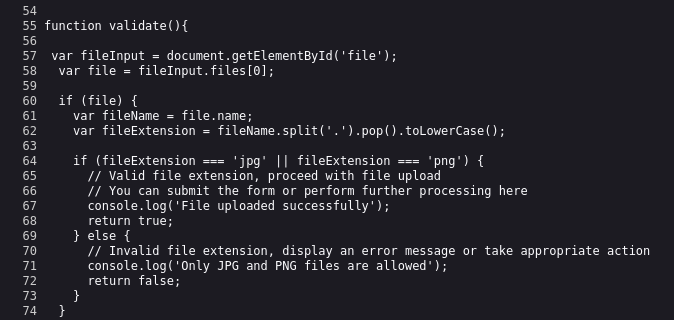 54
55 function validate(){
56
57  var fileInput = document.getElementById('file');
58   var file = fileInput.files[0];
59
60   if (file) {
61     var fileName = file.name;
62     var fileExtension = fileName.split('.').pop().toLowerCase();
63
64     if (fileExtension === 'jpg' || fileExtension === 'png') {
65       // Valid file extension, proceed with file upload
66       // You can submit the form or perform further processing here
67       console.log('File uploaded successfully');
68       return true;
69     } else {
70       // Invalid file extension, display an error message or take appropriate action
71       console.log('Only JPG and PNG files are allowed');
72       return false;
73     }
74   }